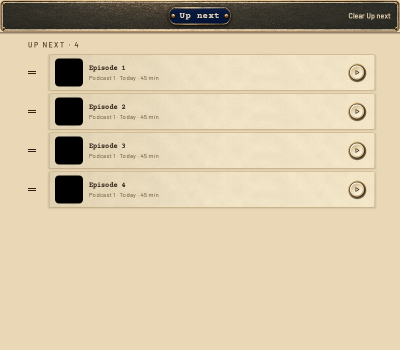 Up next
Clear Up next
UP NEXT · 4
Episode 1
Podcast 1 · Today · 45 min
Episode 2
Podcast 1 · Today · 45 min
Episode 3
Podcast 1 · Today · 45 min
Episode 4
Podcast 1 · Today · 45 min